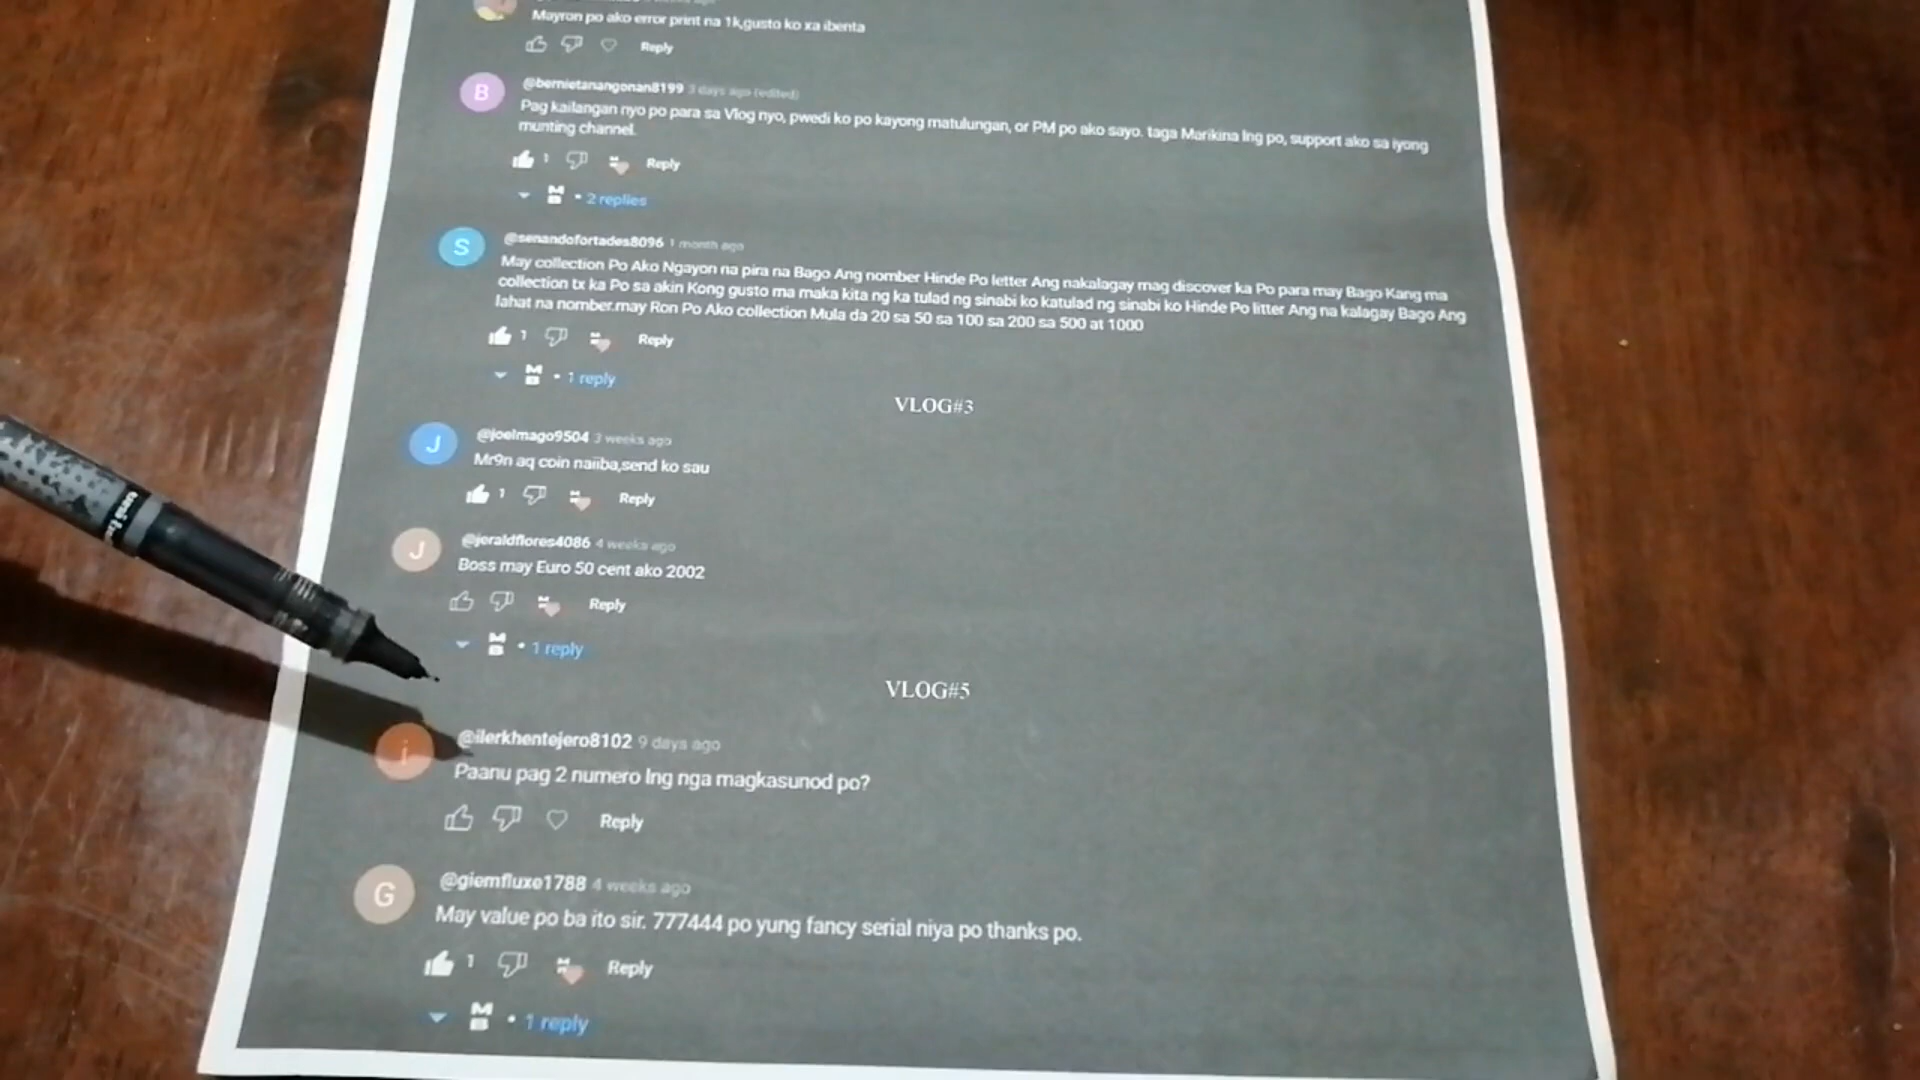 Mayron po ako error print na 1k,gusto ko xa ibenta
Reply
B
@bernietanangonan8199 3 days ago (edited)
Pag kailangan nyo po para sa Vlog nyo, pwedi ko po kayong matulungan, or PM po ako sayo. taga Marikina lng po, support ako sa iyong
munting channel.
1 Reply
2 replies
S
@senandofortades8096 1 month ago
May collection Po Ako Ngayon na pira na Bago Ang nomber Hinde Po letter Ang nakalagay mag discover ka Po para may Bago Kang ma
collection tx ka Po sa akin Kong gusto ma maka kita ng ka tulad ng sinabi ko katulad ng sinabi ko Hinde Po litter Ang na kalagay Bago Ang
lahat na nomber.may Ron Po Ako collection Mula da 20 sa 50 sa 100 sa 200 sa 500 at 1000
1 Reply
1 reply
VLOG#3
J
@joelmago9504 3 weeks ago
Mr9n aq coin naiiba,send ko sau
1 Reply
J
@jeraldflores4086 4 weeks ago
Boss may Euro 50 cent ako 2002
Reply
1 reply
VLOG#5
i
@ilerkhentejero8102 9 days ago
Paanu pag 2 numero lng nga magkasunod po?
Reply
G
@giemfluxe1788 4 weeks ago
May value po ba ito sir. 777444 po yung fancy serial niya po thanks po.
1 Reply
1 reply